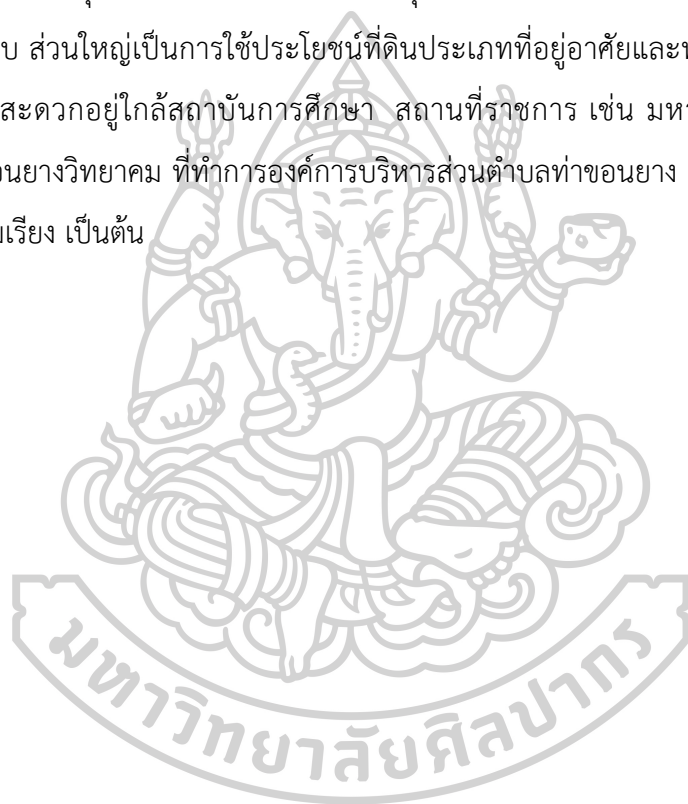 บ ส่วนใหญ่เป็นการใช้ประโยชน์ที่ดินประเภทที่อยู่อาศัยและ
สะดวกอยู่ใกล้สถาบันการศึกษา สถานที่ราชการ เช่น มหา
นยางวิทยาคม ที่ทำการองค์การบริหารส่วนตำบลท่าขอนยาง
มเรียง เป็นต้น
มหาวิทยาลัยศิลปากร